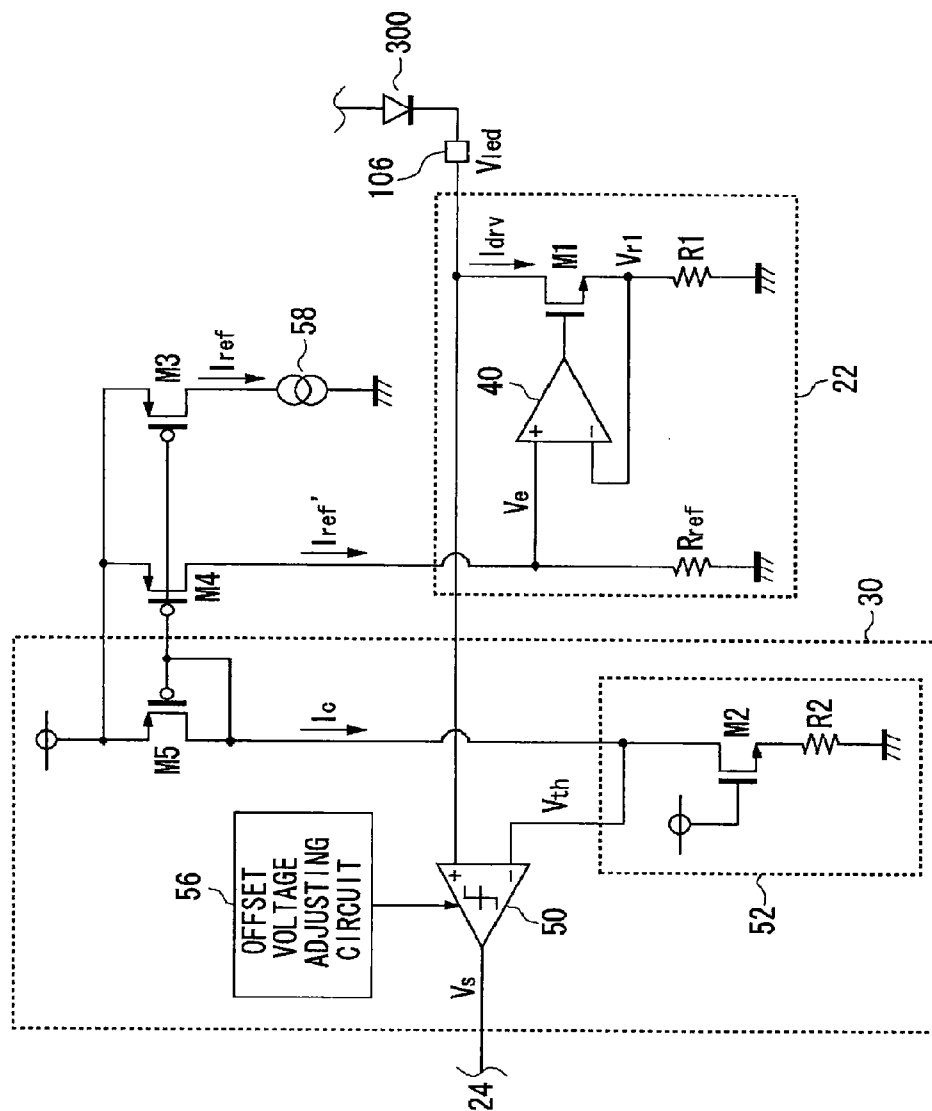 300
106
Vled
Idrv
M1
Vr1
R1
40
+
−
Ve
Rref
22
M3
Iref
58
M4
Iref'
30
M5
Ic
Vth
M2
R2
52
56
OFFSET
VOLTAGE
ADJUSTING
CIRCUIT
+
−
50
Vs
24